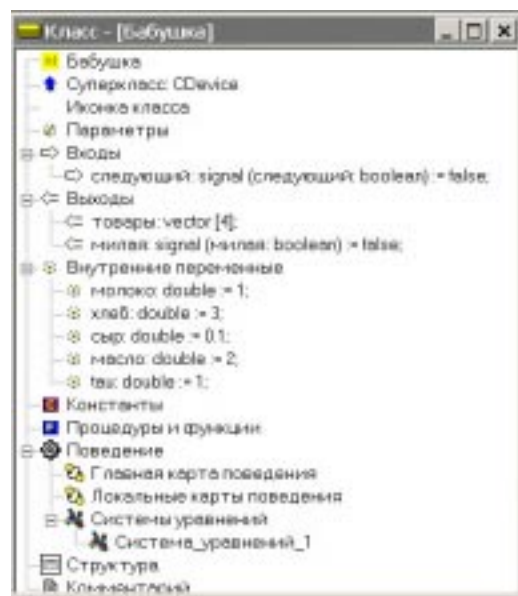 Класс - [Бабушка]
Бабушка
Суперкласс: CDevice
Иконка класса
Параметры
Входы
следующий: signal (следующий: boolean) := false;
Выходы
товары: vector [4];
милая: signal (милая: boolean) := false;
Внутренние переменные
молоко: double := 1;
хлеб: double := 3;
сыр: double := 0.1;
масло: double := 2;
tau: double := 1;
Константы
Процедуры и функции
Поведение
Главная карта поведения
Локальные карты поведения
Системы уравнений
Система_уравнений_1
Структура
Комментарий